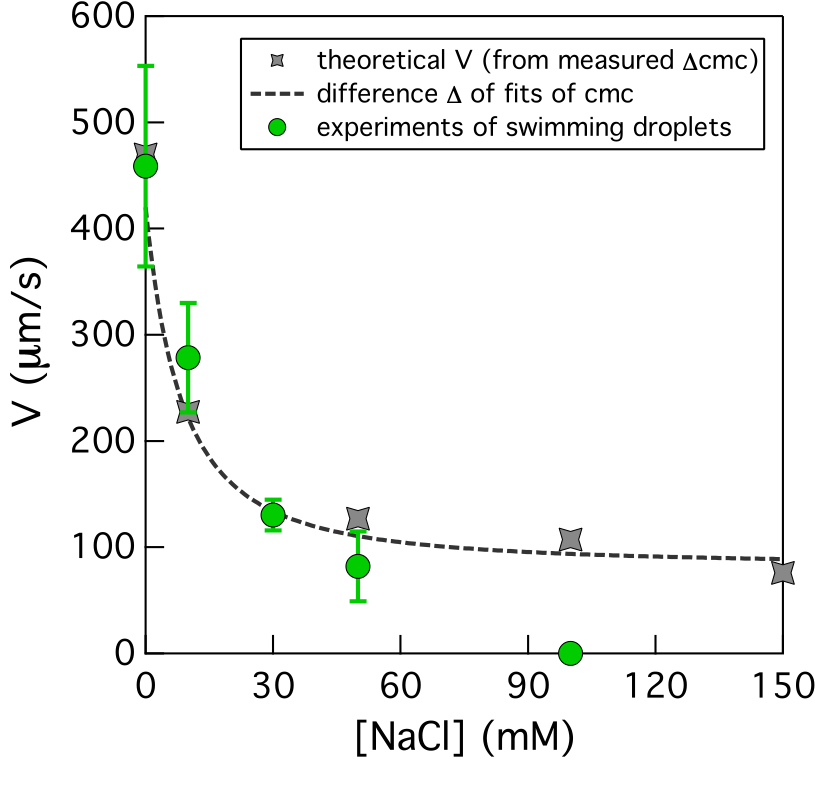 600
theoretical V (from measured Δcmc)
difference Δ of fits of cmc
experiments of swimming droplets
500
400
300
200
100
0
V (μm/s)
0 30 60 90 120 150
[NaCl] (mM)